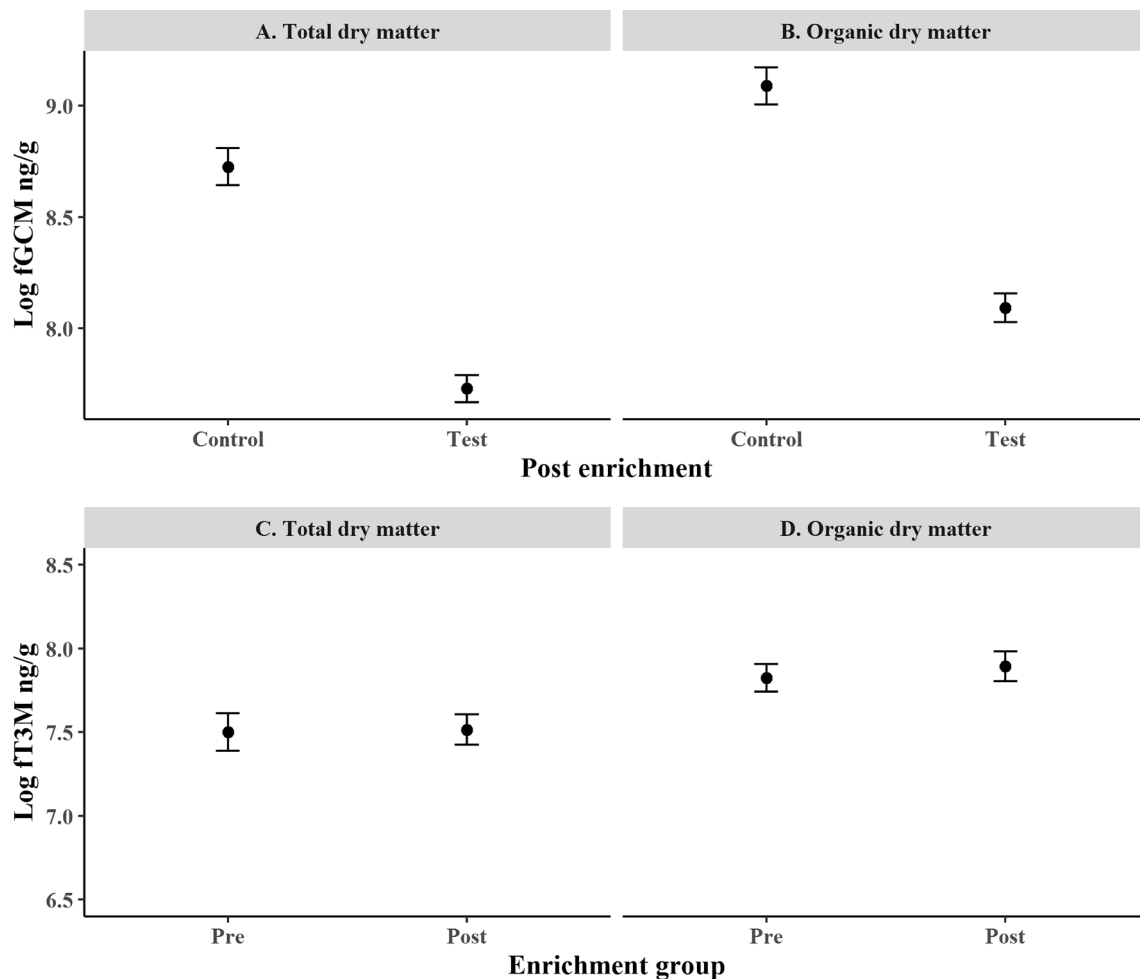 A. Total dry matter
B. Organic dry matter
Log fGCM ng/g
9.0
8.5
8.0
Control
Test
Control
Test
Post enrichment
C. Total dry matter
D. Organic dry matter
Log fT3M ng/g
8.5
8.0
7.5
7.0
6.5
Pre
Post
Pre
Post
Enrichment group